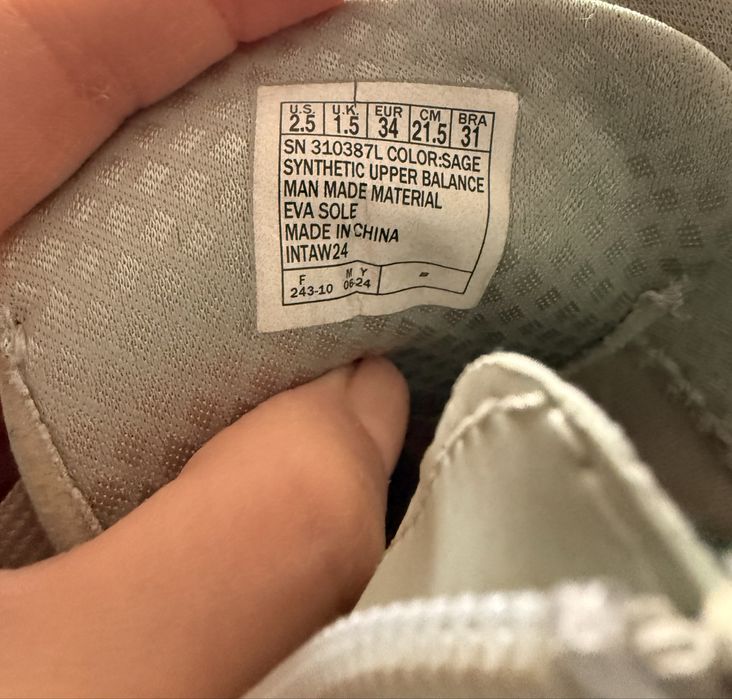 U.S. U.K. EUR CM BRA
2.5 1.5 34 21.5 31
SN 310387L COLOR:SAGE
SYNTHETIC UPPER BALANCE
MAN MADE MATERIAL
EVA SOLE
MADE IN CHINA
INTAW24
F M Y
243-10 06-24 =